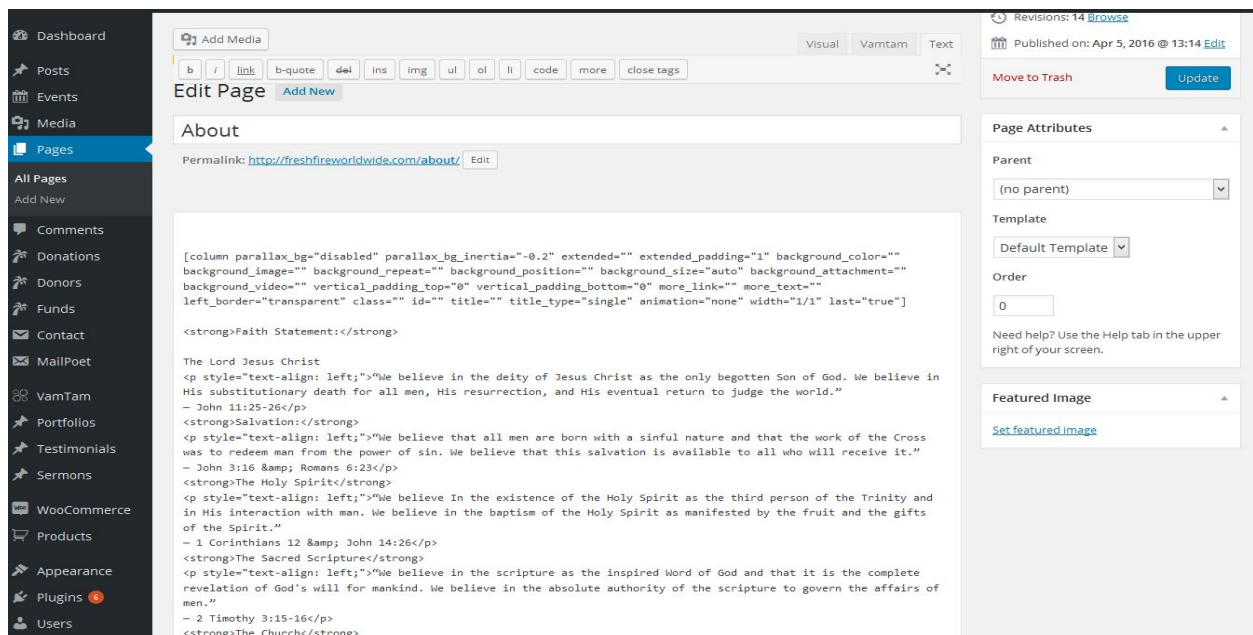 Dashboard
Posts
Events
Media
Pages
All Pages
Add New
Comments
Donations
Donors
Funds
Contact
MailPoet
VamTam
Portfolios
Testimonials
Sermons
WooCommerce
Products
Appearance
Plugins 6
Users
Add Media
Visual Vamtam Text
b i link b-quote del ins img ul ol li code more close tags
Edit Page Add New
About
Permalink: http://freshfireworldwide.com/about/ Edit
[column parallax_bg="disabled" parallax_bg_inertia="-0.2" extended="" extended_padding="1" background_color=""
background_image="" background_repeat="" background_position="" background_size="auto" background_attachment=""
background_video="" vertical_padding_top="0" vertical_padding_bottom="0" more_link="" more_text=""
left_border="transparent" class="" id="" title="" title_type="single" animation="none" width="1/1" last="true"]
<strong>Faith Statement:</strong>
The Lord Jesus Christ
<p style="text-align: left;">“We believe in the deity of Jesus Christ as the only begotten Son of God. We believe in
His substitutionary death for all men, His resurrection, and His eventual return to judge the world.”
– John 11:25-26</p>
<strong>Salvation:</strong>
<p style="text-align: left;">“We believe that all men are born with a sinful nature and that the work of the Cross
was to redeem man from the power of sin. We believe that this salvation is available to all who will receive it.”
– John 3:16 &amp; Romans 6:23</p>
<strong>The Holy Spirit</strong>
<p style="text-align: left;">“We believe In the existence of the Holy Spirit as the third person of the Trinity and
in His interaction with man. We believe in the baptism of the Holy Spirit as manifested by the fruit and the gifts
of the Spirit.”
– 1 Corinthians 12 &amp; John 14:26</p>
<strong>The Sacred Scripture</strong>
<p style="text-align: left;">“We believe in the scripture as the inspired Word of God and that it is the complete
revelation of God's will for mankind. We believe in the absolute authority of the scripture to govern the affairs of
men.”
– 2 Timothy 3:15-16</p>
<strong>The Church</strong>
Revisions: 14 Browse
Published on: Apr 5, 2016 @ 13:14 Edit
Move to Trash Update
Page Attributes
Parent
(no parent)
Template
Default Template
Order
0
Need help? Use the Help tab in the upper
right of your screen.
Featured Image
Set featured image